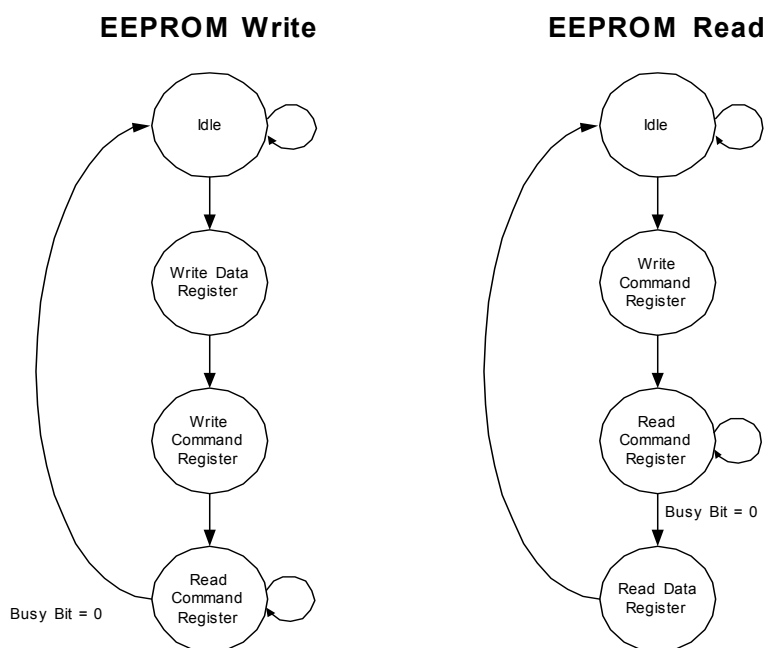 EEPROM Write
Idle
Write Data
Register
Write
Command
Register
Read
Command
Register
Busy Bit = 0
EEPROM Read
Idle
Write
Command
Register
Read
Command
Register
Busy Bit = 0
Read Data
Register